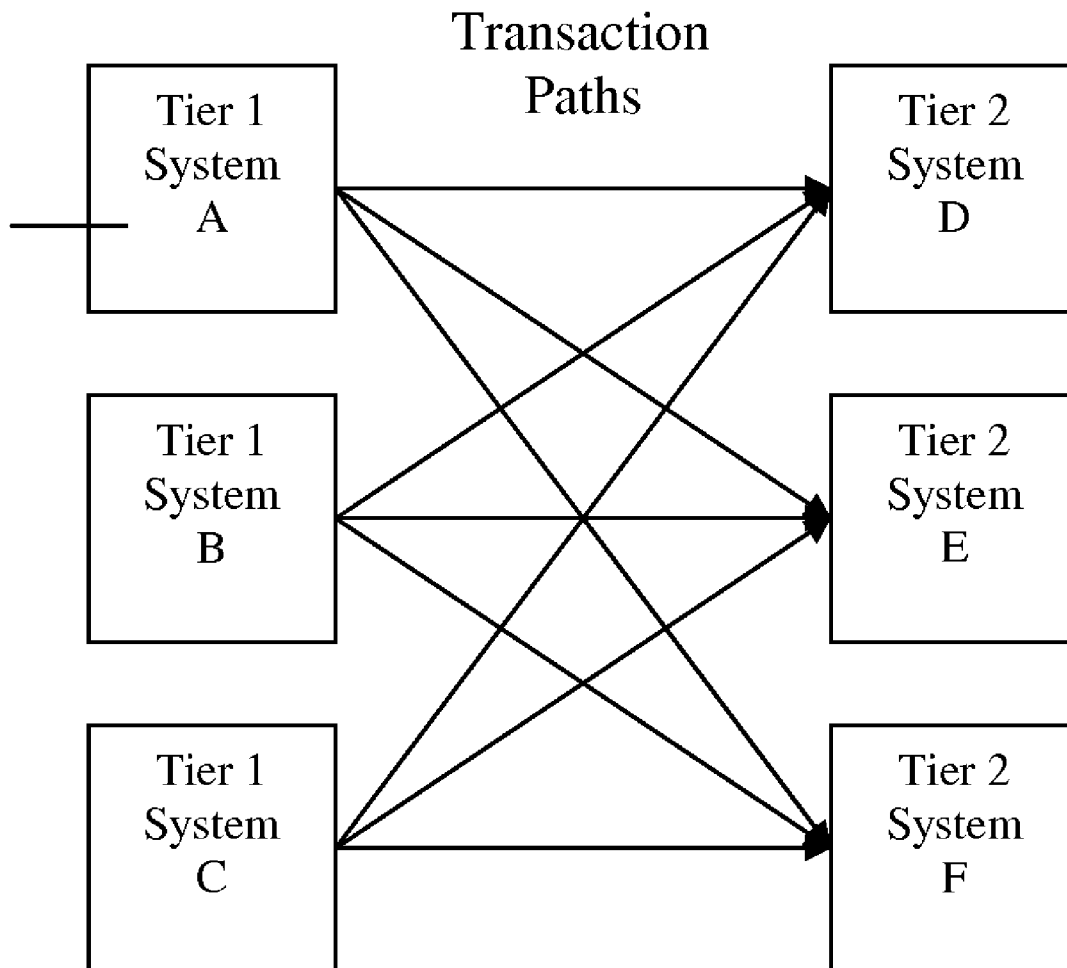 Transaction
Paths
Tier 1
System
A
Tier 2
System
D
Tier 1
System
B
Tier 2
System
E
Tier 1
System
C
Tier 2
System
F